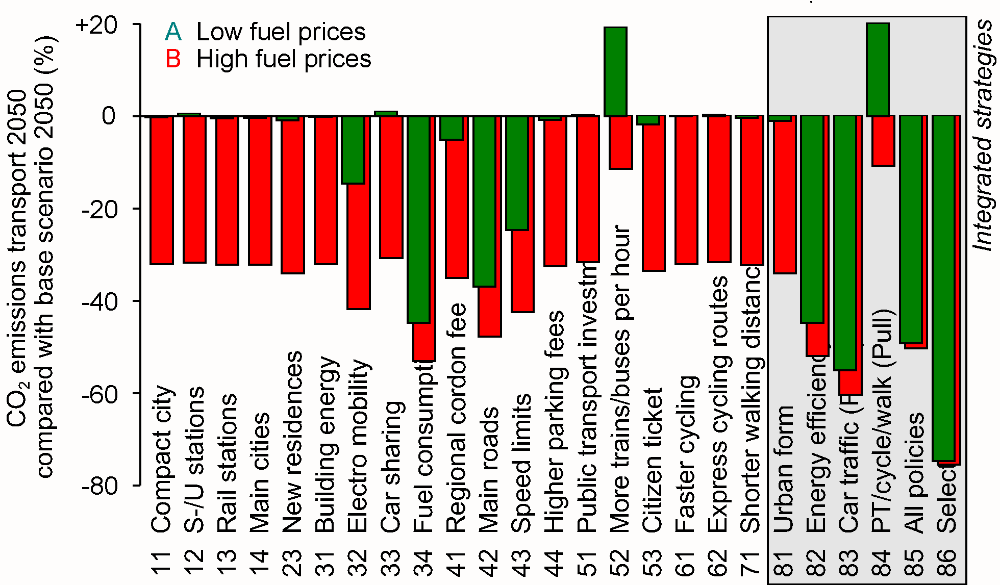 CO2 emissions transport 2050
compared with base scenario 2050 (%)
+20
0
-20
-40
-60
-80
A Low fuel prices
B High fuel prices
11 Compact city
12 S-/U stations
13 Rail stations
14 Main cities
23 New residences
31 Building energy
32 Electro mobility
33 Car sharing
34 Fuel consumpti
41 Regional cordon fee
42 Main roads
43 Speed limits
44 Higher parking fees
51 Public transport investm
52 More trains/buses per hour
53 Citizen ticket
61 Faster cycling
62 Express cycling routes
71 Shorter walking distanc
81 Urban form
82 Energy efficienc
83 Car traffic (P
84 PT/cycle/walk (Pull)
85 All policies
86 Select
Integrated strategies